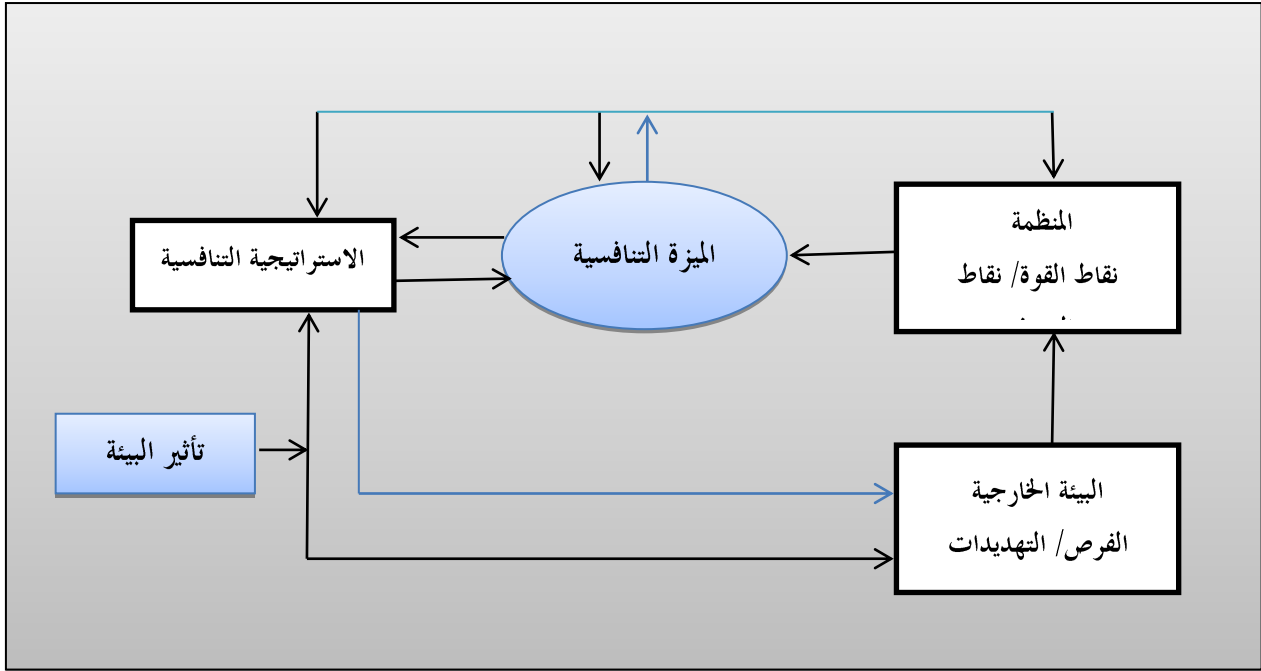 المنظمة
نقاط القوة/ نقاط
الميزة التنافسية
الاستراتيجية التنافسية
تأثير البيئة
البيئة الخارجية
الفرص/ التهديدات